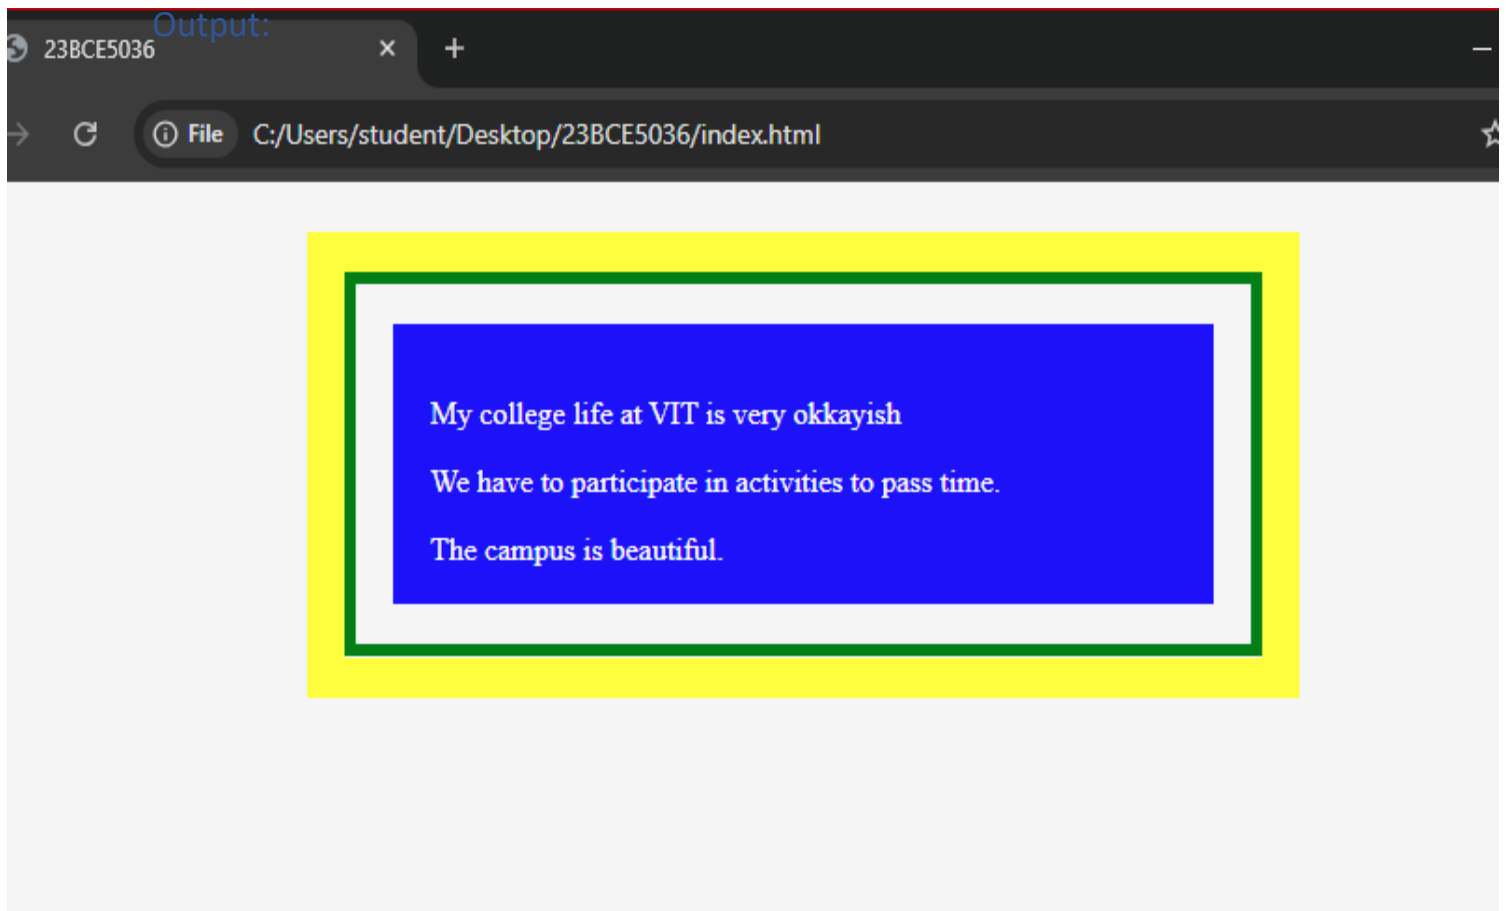 Output:
23BCE5036
File C:/Users/student/Desktop/23BCE5036/index.html
My college life at VIT is very okkayish
We have to participate in activities to pass time.
The campus is beautiful.